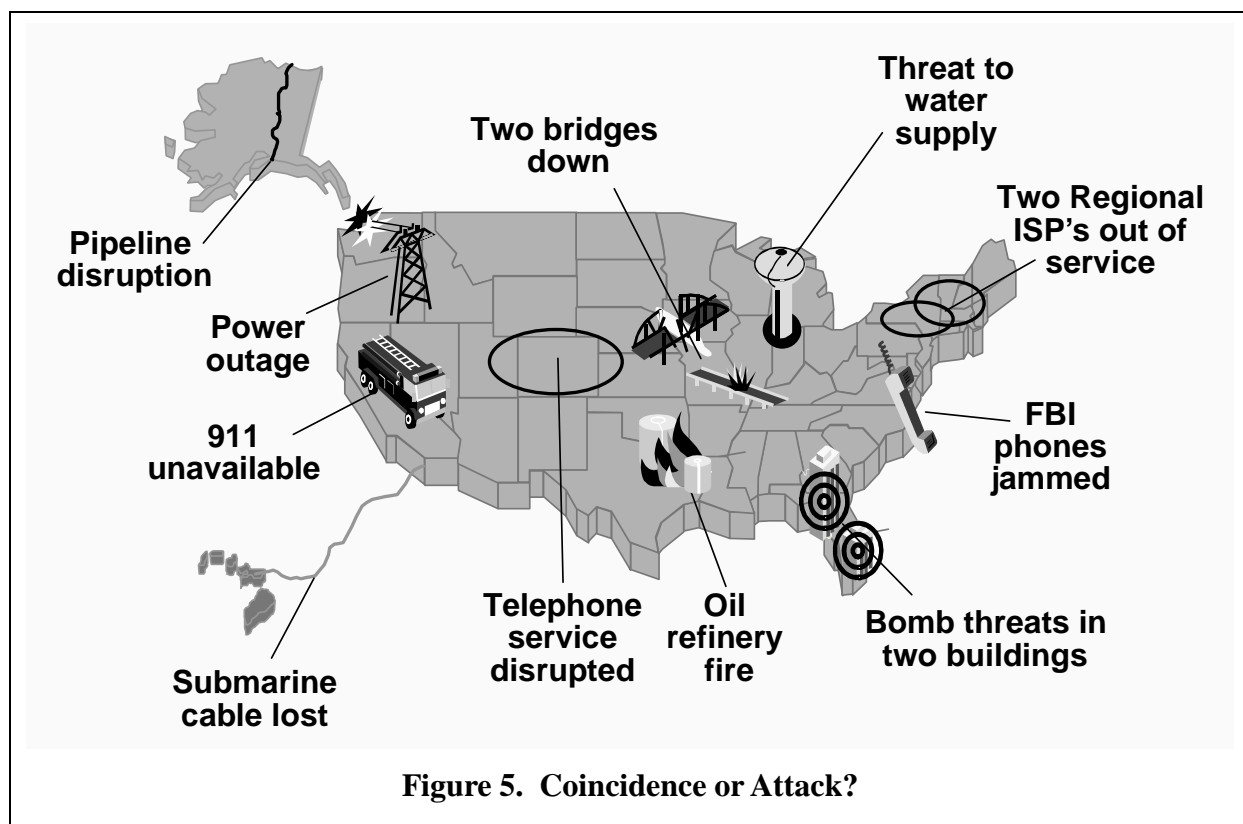 Threat to
water
supply
Two bridges
down
Two Regional
ISP's out of
service
Pipeline
disruption
Power
outage
911
unavailable
FBI
phones
jammed
Telephone
service
disrupted
Oil
refinery
fire
Bomb threats in
two buildings
Submarine
cable lost
Figure 5. Coincidence or Attack?